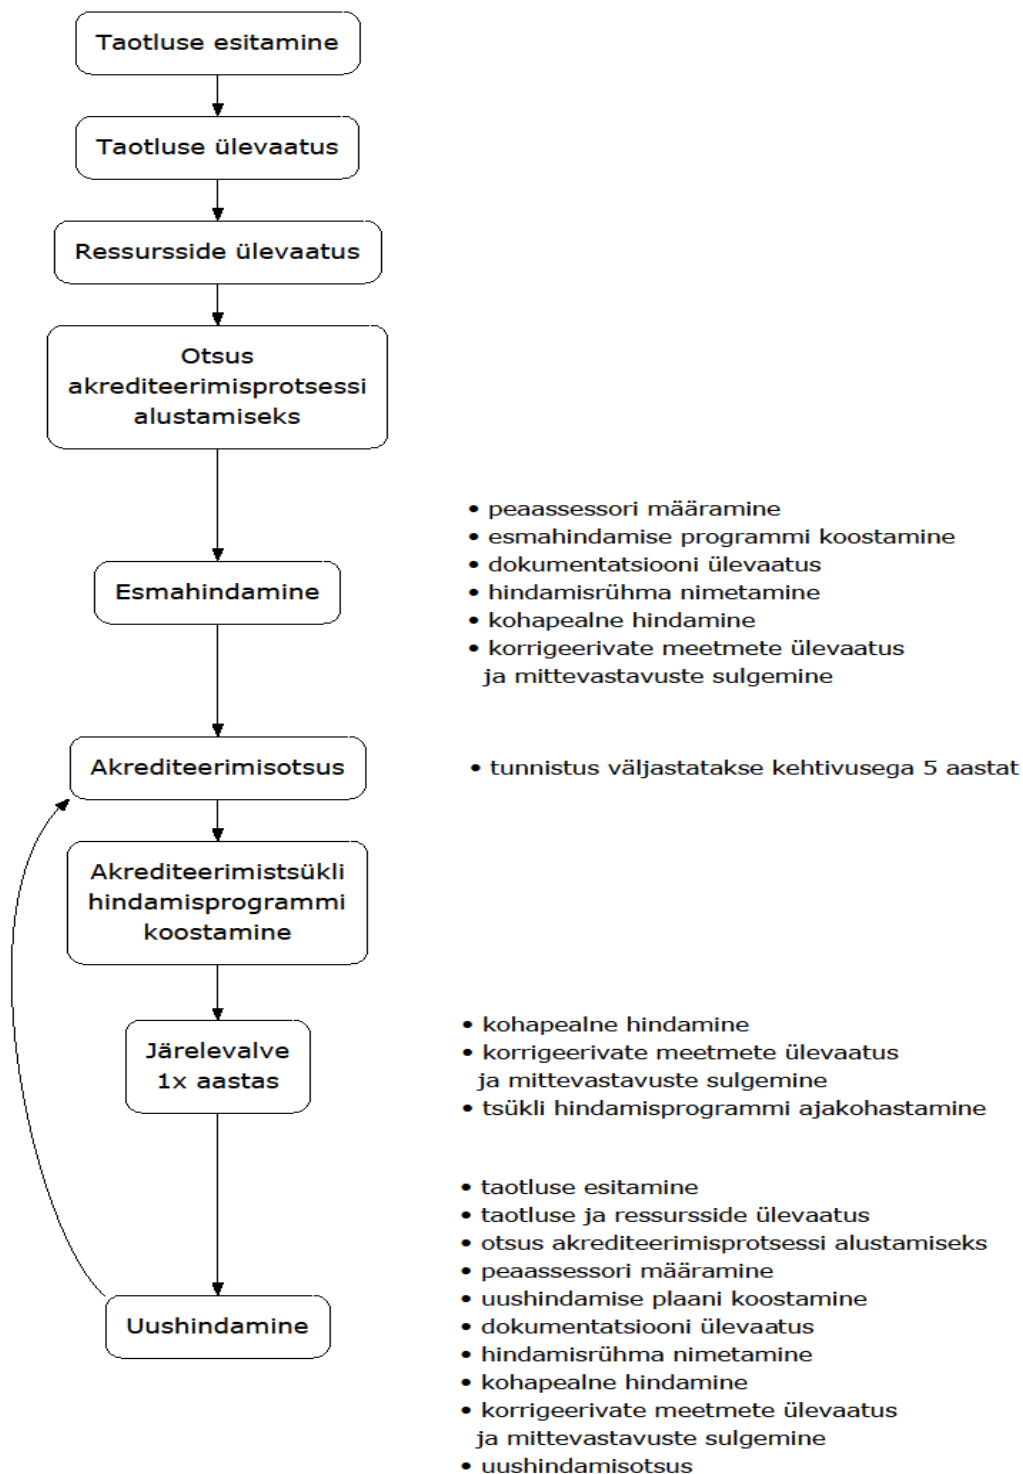 Taotluse esitamine
Taotluse ülevaatus
Ressursside ülevaatus
Otsus
akrediteerimisprotsessi
alustamiseks
• peaassessori määramine
• esmahindamise programmi koostamine
• dokumentatsiooni ülevaatus
• hindamisrühma nimetamine
• kohapealne hindamine
• korrigeerivate meetmete ülevaatus
ja mittevastavuste sulgemine
Esmahindamine
Akrediteerimisotsus
• tunnistus väljastatakse kehtivusega 5 aastat
Akrediteerimistsükli
hindamisprogrammi
koostamine
Järelevalve
1x aastas
• kohapealne hindamine
• korrigeerivate meetmete ülevaatus
ja mittevastavuste sulgemine
• tsükli hindamisprogrammi ajakohastamine
Uushindamine
• taotluse esitamine
• taotluse ja ressursside ülevaatus
• otsus akrediteerimisprotsessi alustamiseks
• peaassessori määramine
• uushindamise plaani koostamine
• dokumentatsiooni ülevaatus
• hindamisrühma nimetamine
• kohapealne hindamine
• korrigeerivate meetmete ülevaatus
ja mittevastavuste sulgemine
• uushindamisotsus